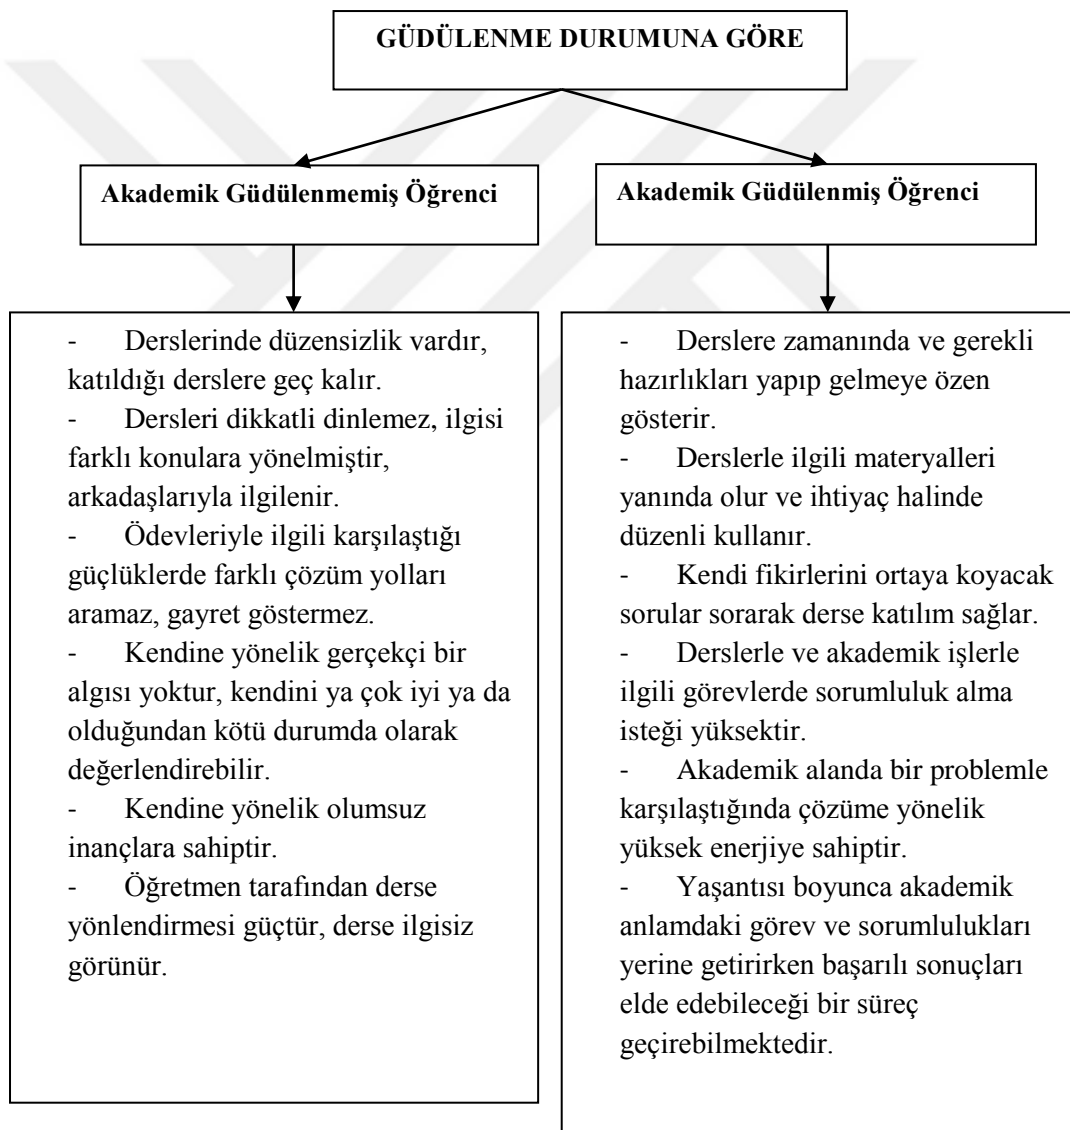 GÜDÜLENME DURUMUNA GÖRE
Akademik Güdülenmemiş Öğrenci
Akademik Güdülenmiş Öğrenci
- Derslerinde düzensizlik vardır,
katıldığı derslere geç kalır.
- Dersleri dikkatli dinlemez, ilgisi
farklı konulara yönelmiştir,
arkadaşlarıyla ilgilenir.
- Ödevleriyle ilgili karşılaştığı
güçlüklerde farklı çözüm yolları
aramaz, gayret göstermez.
- Kendine yönelik gerçekçi bir
algısı yoktur, kendini ya çok iyi ya da
olduğundan kötü durumda olarak
değerlendirebilir.
- Kendine yönelik olumsuz
inançlara sahiptir.
- Öğretmen tarafından derse
yönlendirmesi güçtür, derse ilgisiz
görünür.
- Derslere zamanında ve gerekli
hazırlıkları yapıp gelmeye özen
gösterir.
- Derslerle ilgili materyalleri
yanında olur ve ihtiyaç halinde
düzenli kullanır.
- Kendi fikirlerini ortaya koyacak
sorular sorarak derse katılım sağlar.
- Derslerle ve akademik işlerle
ilgili görevlerde sorumluluk alma
isteği yüksektir.
- Akademik alanda bir problemle
karşılaştığında çözüme yönelik
yüksek enerjiye sahiptir.
- Yaşantısı boyunca akademik
anlamdaki görev ve sorumlulukları
yerine getirirken başarılı sonuçları
elde edebileceği bir süreç
geçirebilmektedir.